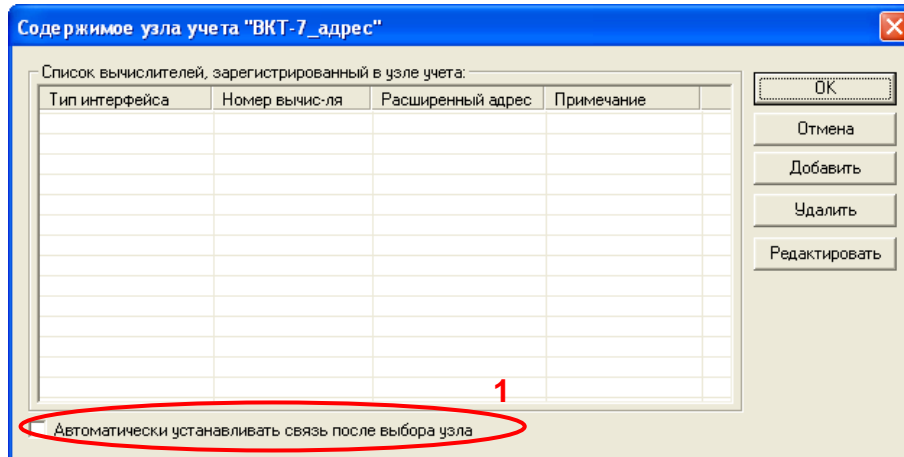 Содержимое узла учета "ВКТ-7_адрес"
Список вычислителей, зарегистрированный в узле учета:
Тип интерфейса Номер вычис-ля Расширенный адрес Примечание
OK
Отмена
Добавить
Удалить
Редактировать
1
Автоматически устанавливать связь после выбора узла